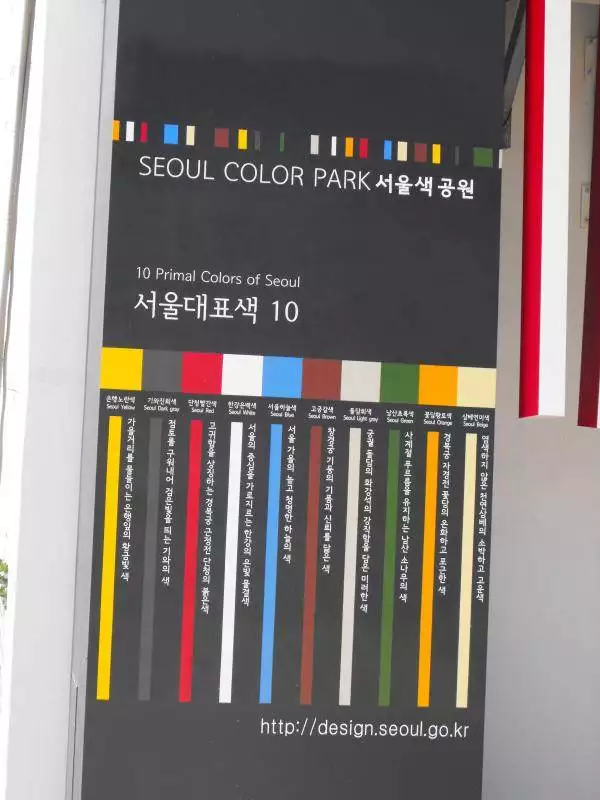 SEOUL COLOR PARK 서울색공원
10 Primal Colors of Seoul
서울대표색 10
은행노란색
Seoul Yellow
기와진회색
Seoul Dark gray
단청빨간색
Seoul Red
한강은백색
Seoul White
서울하늘색
Seoul Blue
고궁갈색
Seoul Brown
돌담회색
Seoul Light gray
남산초록색
Seoul Green
꽃담황토색
Seoul Orange
삼베연미색
Seoul Beige
가을거리를 물들이는 은행잎의 황금빛 색
점토를 구워내어 검은빛을 띄는 기와의 색
고귀함을 상징하는 경복궁 근정전 단청의 붉은색
서울의 중심을 가로지르는 한강의 은빛 물결색
서울 가을의 높고 청명한 하늘의 색
창경궁 기둥의 기품과 신뢰를 담은 색
궁궐 돌담의 화강석의 강직함을 담은 미려한 색
사계절 푸르름을 유지하는 남산 소나무의 색
경복궁 자경전 꽃담의 온화하고 포근한 색
염색하지 않은 천연삼베의 소박하고 고운색
http://design.seoul.go.kr